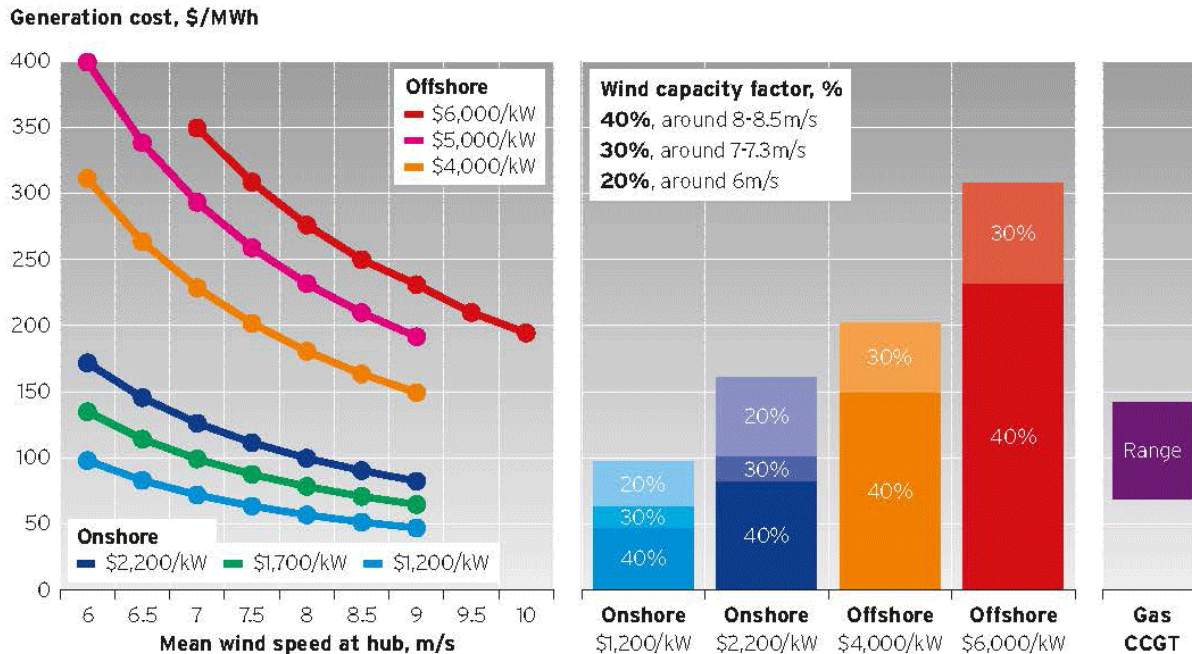 Generation cost, $/MWh
400
350
300
250
200
150
100
50
0
Offshore
$6,000/kW
$5,000/kW
$4,000/kW
Onshore
$2,200/kW $1,700/kW $1,200/kW
6 6.5 7 7.5 8 8.5 9 9.5 10
Mean wind speed at hub, m/s
Wind capacity factor, %
40%, around 8-8.5m/s
30%, around 7-7.3m/s
20%, around 6m/s
20%
30%
40%
20%
30%
40%
30%
40%
30%
40%
Range
Onshore
$1,200/kW
Onshore
$2,200/kW
Offshore
$4,000/kW
Offshore
$6,000/kW
Gas
CCGT